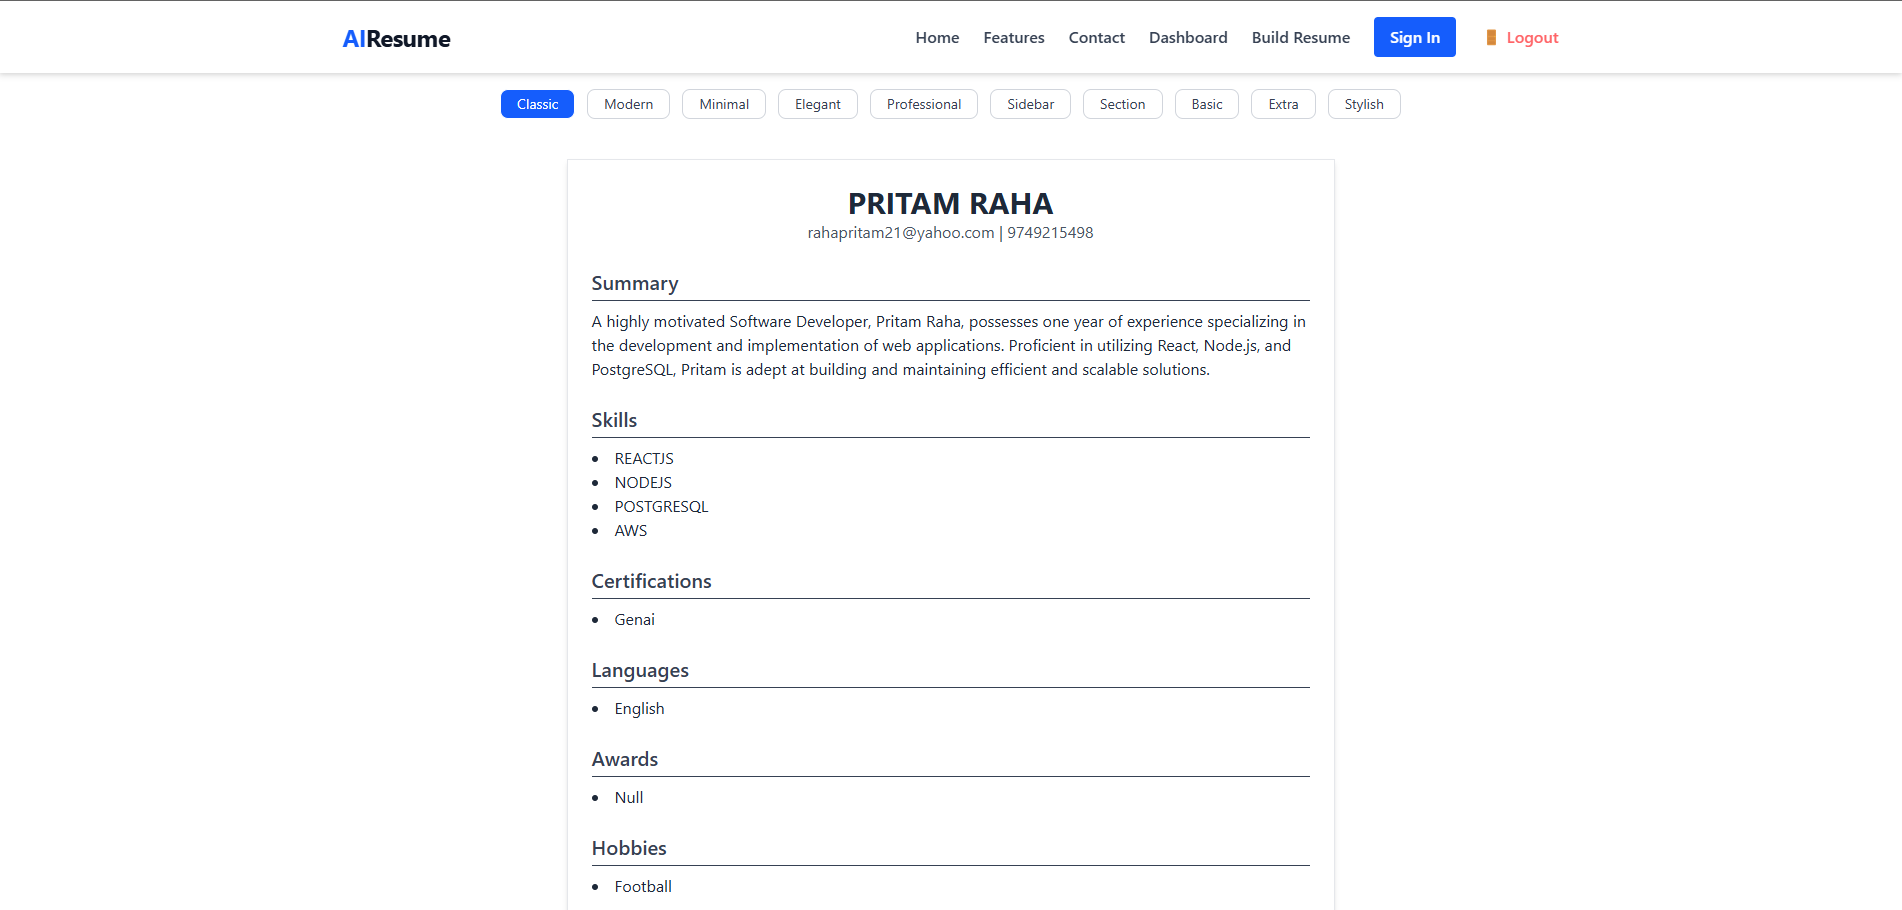 AIResume Home Features Contact Dashboard Build Resume Sign In Logout
Classic Modern Minimal Elegant Professional Sidebar Section Basic Extra Stylish
PRITAM RAHA
rahapritam21@yahoo.com | 9749215498
Summary
A highly motivated Software Developer, Pritam Raha, possesses one year of experience specializing in
the development and implementation of web applications. Proficient in utilizing React, Node.js, and
PostgreSQL, Pritam is adept at building and maintaining efficient and scalable solutions.
Skills
• REACTJS
• NODEJS
• POSTGRESQL
• AWS
Certifications
• Genai
Languages
• English
Awards
• Null
Hobbies
• Football